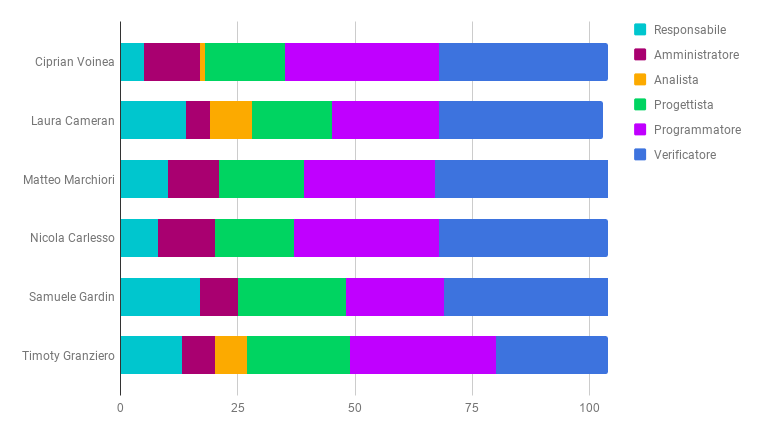 Ciprian Voinea
Laura Cameran
Matteo Marchiori
Nicola Carlesso
Samuele Gardin
Timoty Granziero
0 25 50 75 100
Responsabile
Amministratore
Analista
Progettista
Programmatore
Verificatore